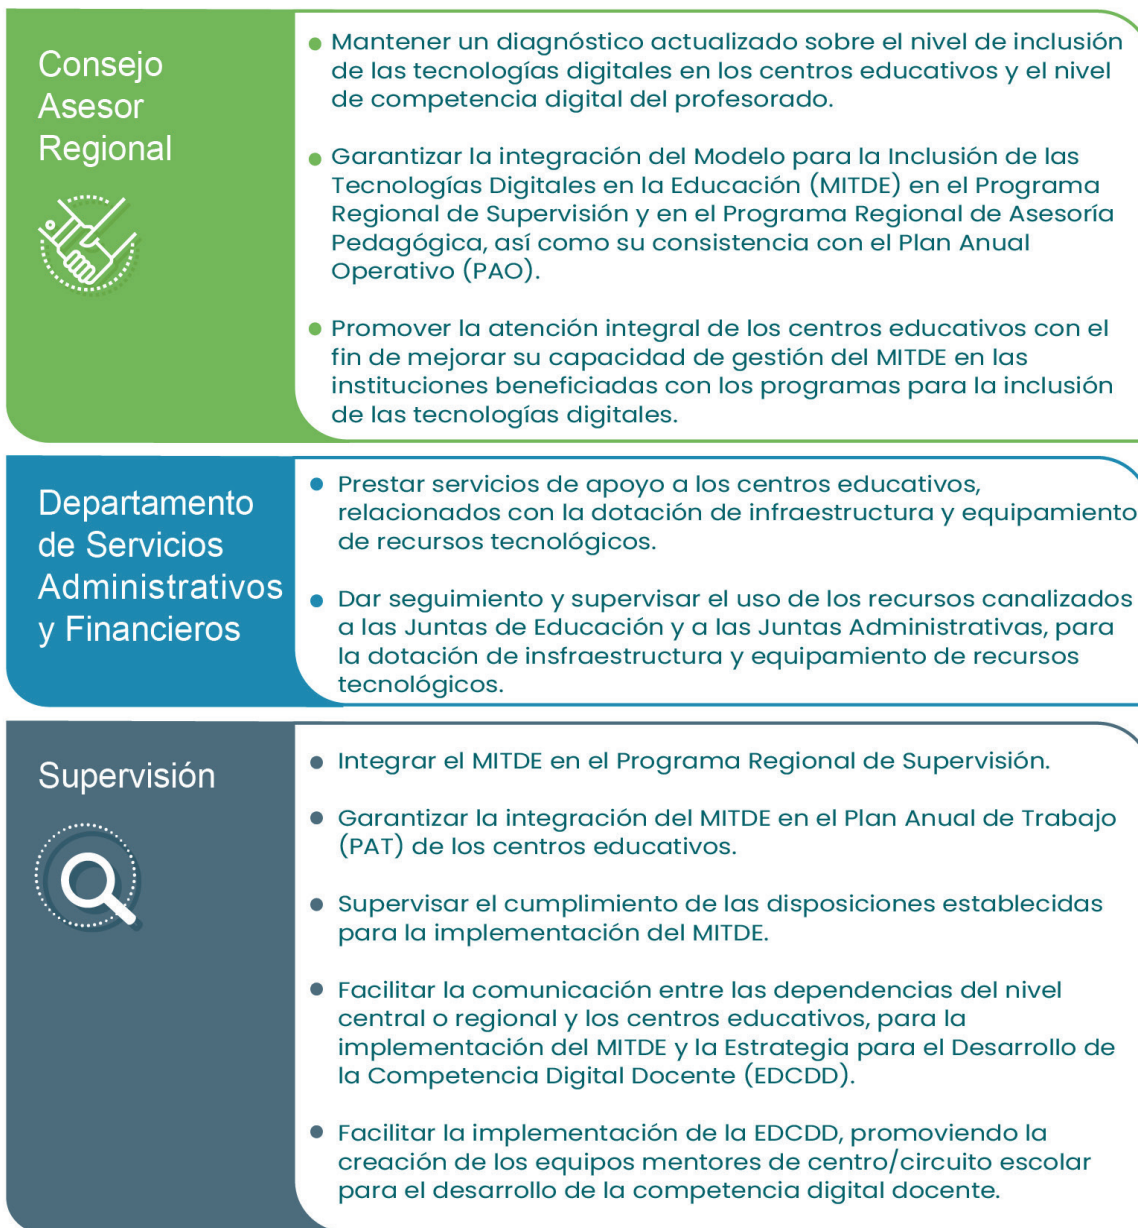 Consejo
Asesor
Regional
Mantener un diagnóstico actualizado sobre el nivel de inclusión
de las tecnologías digitales en los centros educativos y el nivel
de competencia digital del profesorado.
Garantizar la integración del Modelo para la Inclusión de las
Tecnologías Digitales en la Educación (MITDE) en el Programa
Regional de Supervisión y en el Programa Regional de Asesoría
Pedagógica, así como su consistencia con el Plan Anual
Operativo (PAO).
Promover la atención integral de los centros educativos con el
fin de mejorar su capacidad de gestión del MITDE en las
instituciones beneficiadas con los programas para la inclusión
de las tecnologías digitales.
Departamento
de Servicios
Administrativos
y Financieros
Prestar servicios de apoyo a los centros educativos,
relacionados con la dotación de infraestructura y equipamiento
de recursos tecnológicos.
Dar seguimiento y supervisar el uso de los recursos canalizados
a las Juntas de Educación y a las Juntas Administrativas, para
la dotación de insfraestructura y equipamiento de recursos
tecnológicos.
Supervisión
Integrar el MITDE en el Programa Regional de Supervisión.
Garantizar la integración del MITDE en el Plan Anual de Trabajo
(PAT) de los centros educativos.
Supervisar el cumplimiento de las disposiciones establecidas
para la implementación del MITDE.
Facilitar la comunicación entre las dependencias del nivel
central o regional y los centros educativos, para la
implementación del MITDE y la Estrategia para el Desarrollo de
la Competencia Digital Docente (EDCDD).
Facilitar la implementación de la EDCDD, promoviendo la
creación de los equipos mentores de centro/circuito escolar
para el desarrollo de la competencia digital docente.